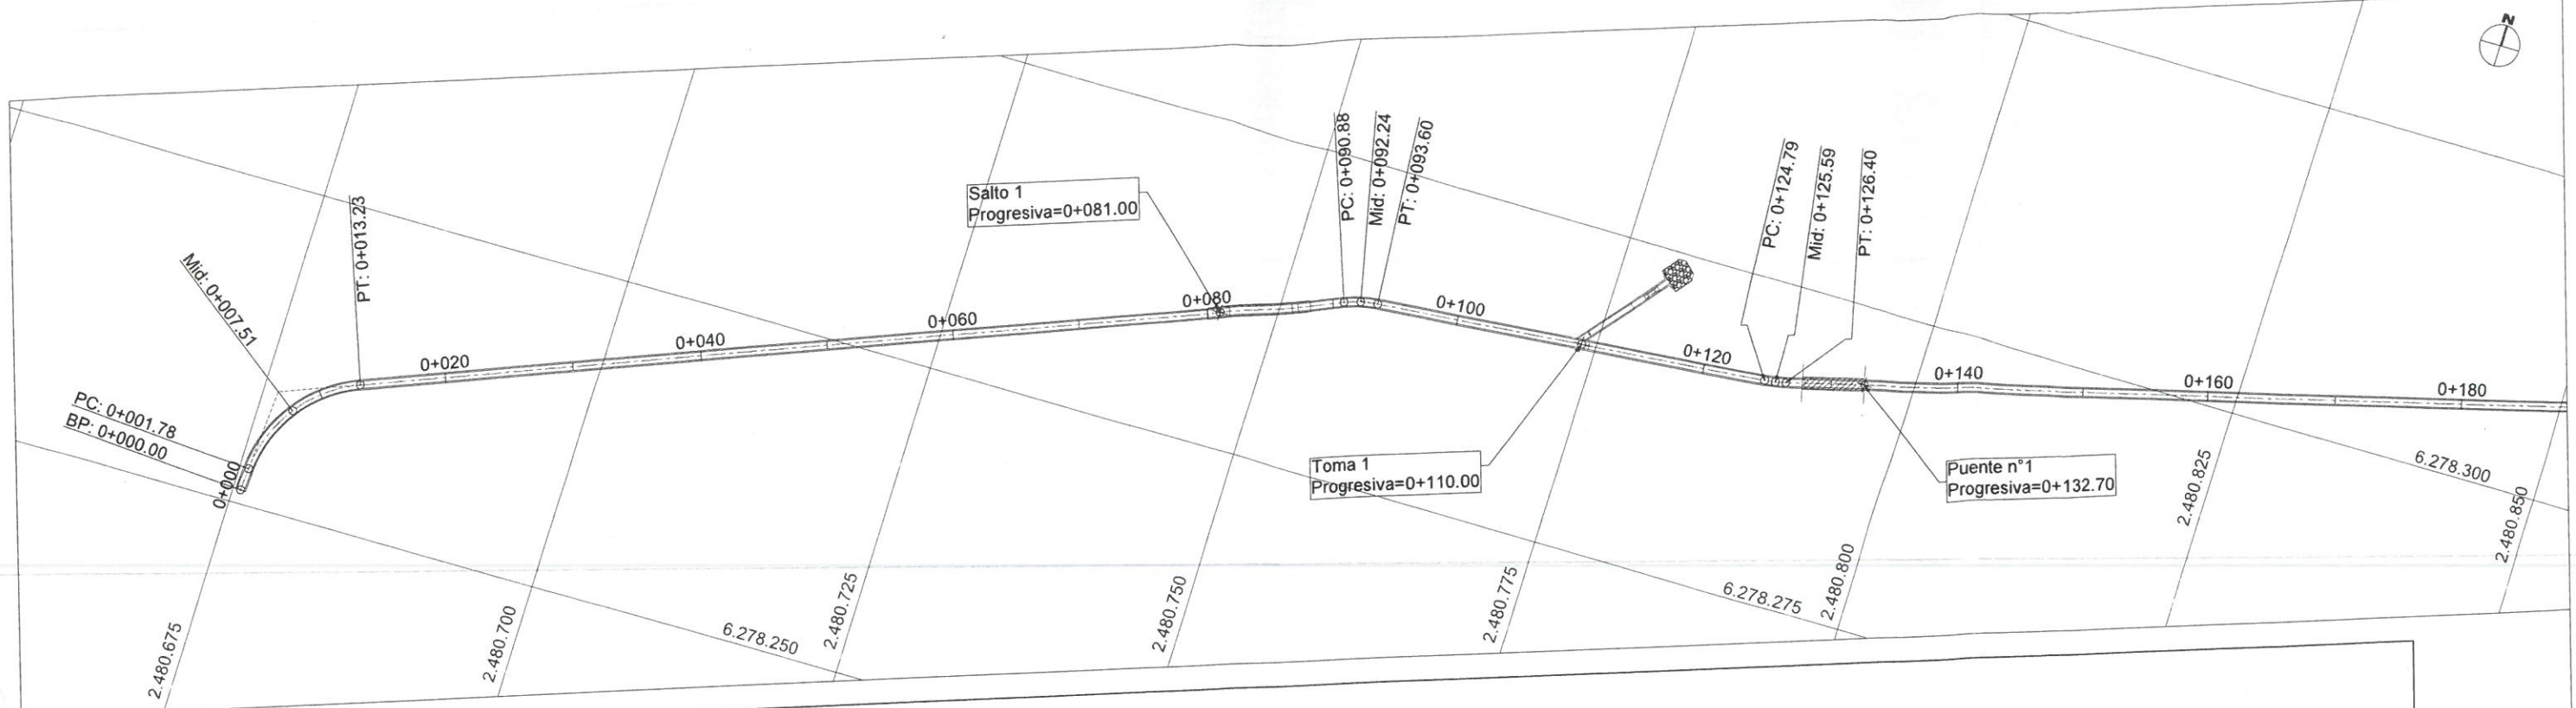 N
PC: 0+090.88
Mid: 0+092.24
PT: 0+093.60
PC: 0+124.79
Mid: 0+125.59
PT: 0+126.40
Salto 1
Progresiva=0+081.00
PT: 0+013.23
Mid: 0+007.51
0+000
0+020
0+040
0+060
0+080
0+100
0+120
0+140
0+160
0+180
PC: 0+001.78
BP: 0+000.00
Toma 1
Progresiva=0+110.00
Puente n°1
Progresiva=0+132.70
2.480.675
2.480.700
6.278.250
2.480.725
2.480.750
2.480.775
6.278.275
2.480.800
2.480.825
6.278.300
2.480.850